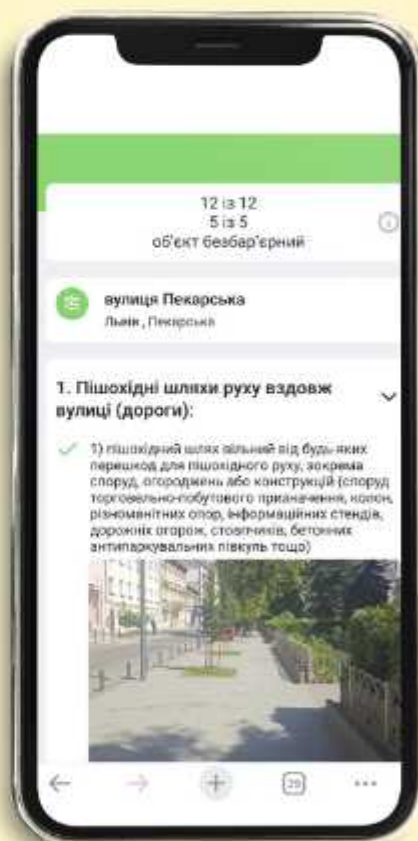 12 із 12
5 із 5
об'єкт безбар'єрний
вулиця Пекарська
Львів, Пекарська
1. Пішохідні шляхи руху вздовж
вулиці (дороги):
1) пішохідний шлях вільний від будь-яких
перешкод для пішохідного руху, зокрема
споруд, огороджень або конструкцій (споруд
торговельно-побутового призначення, колон,
різноманітних опор, інформаційних стендів,
дорожніх огорож, стовпчиків, бетонних
антипаркувальних півкуль тощо)
29